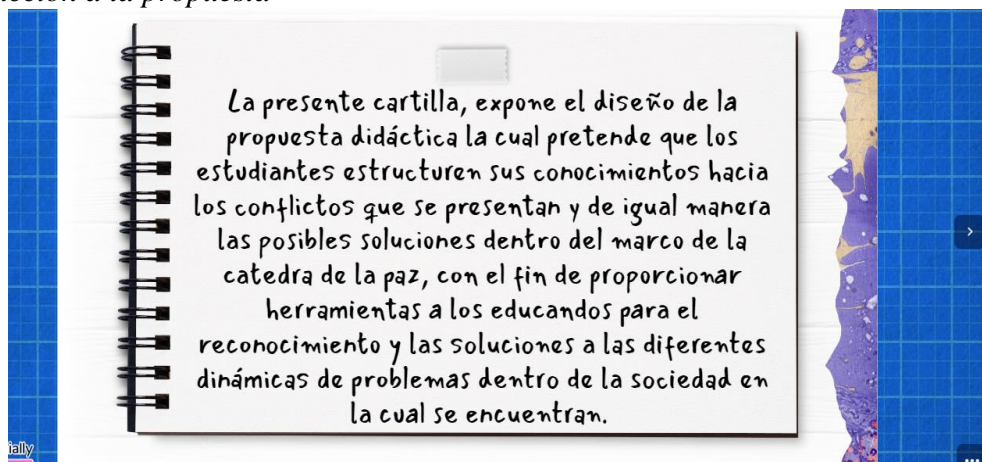 La presente cartilla, expone el diseño de la
propuesta didáctica la cual pretende que los
estudiantes estructuren sus conocimientos hacia
los conflictos que se presentan y de igual manera
las posibles soluciones dentro del marco de la
catedra de la paz, con el fin de proporcionar
herramientas a los educandos para el
reconocimiento y las soluciones a las diferentes
dinámicas de problemas dentro de la sociedad en
la cual se encuentran.